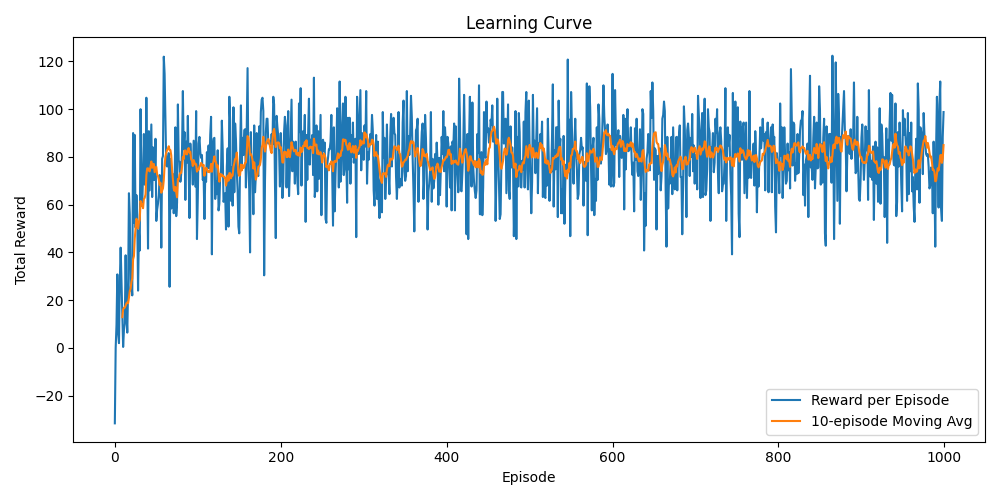 Learning Curve
Total Reward
120
100
80
60
40
20
0
−20
0
200
400
600
800
1000
Episode
Reward per Episode
10-episode Moving Avg